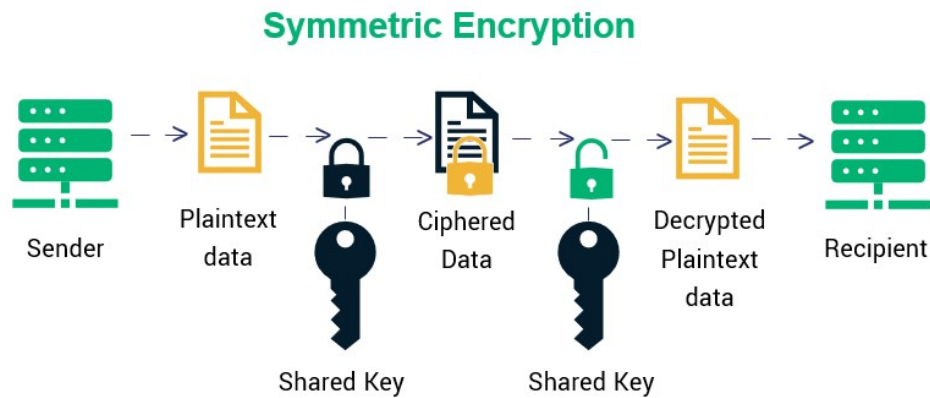 Symmetric Encryption
Sender
Plaintext
data
Ciphered
Data
Decrypted
Plaintext
data
Recipient
Shared Key
Shared Key